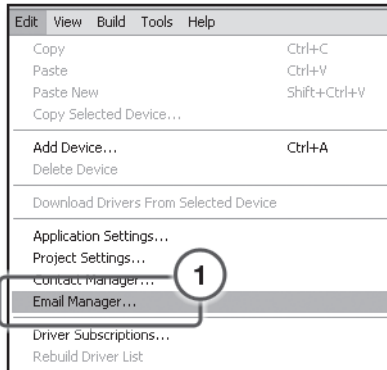 Edit View Build Tools Help
Copy Ctrl+C
Paste Ctrl+V
Paste New Shift+Ctrl+V
Copy Selected Device...
Add Device... Ctrl+A
Delete Device
Download Drivers From Selected Device
Application Settings...
Project Settings...
Contact Manager...
1
Email Manager...
Driver Subscriptions...
Rebuild Driver List